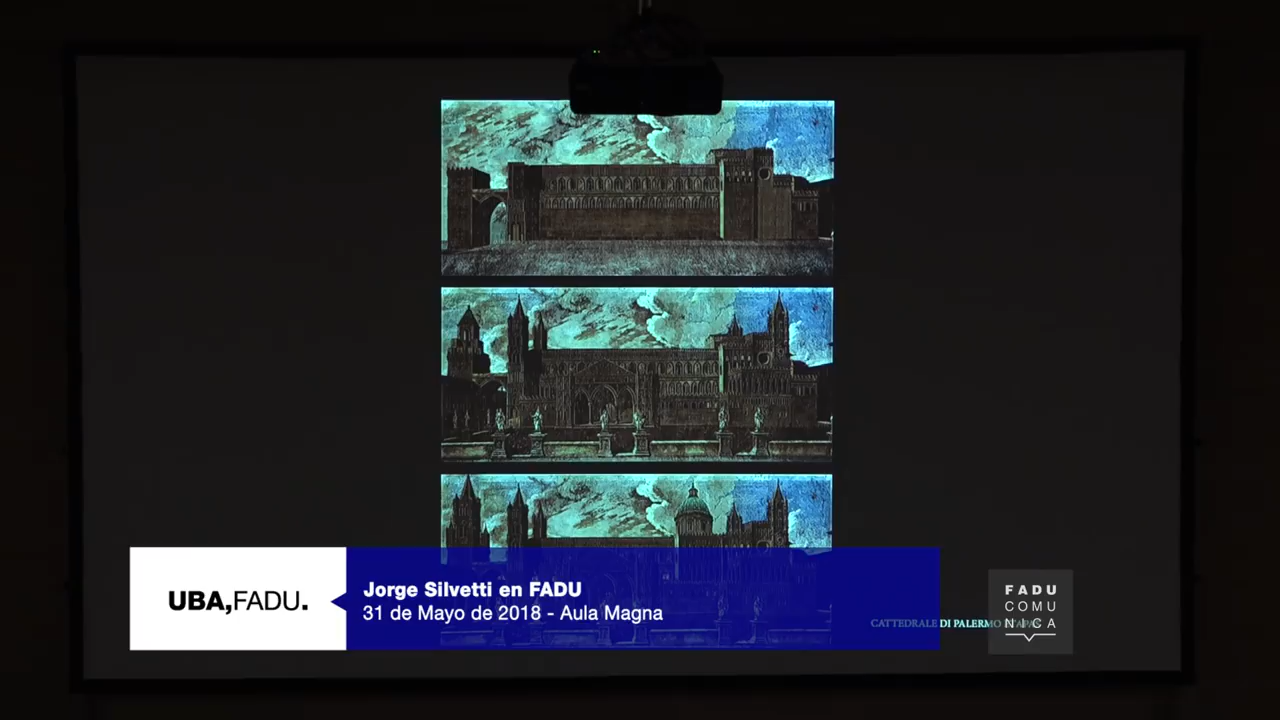 UBA,FADU.
Jorge Silvetti en FADU
31 de Mayo de 2018 - Aula Magna
CATTEDRALE DI PALERMO
FADU
COMU
NICA